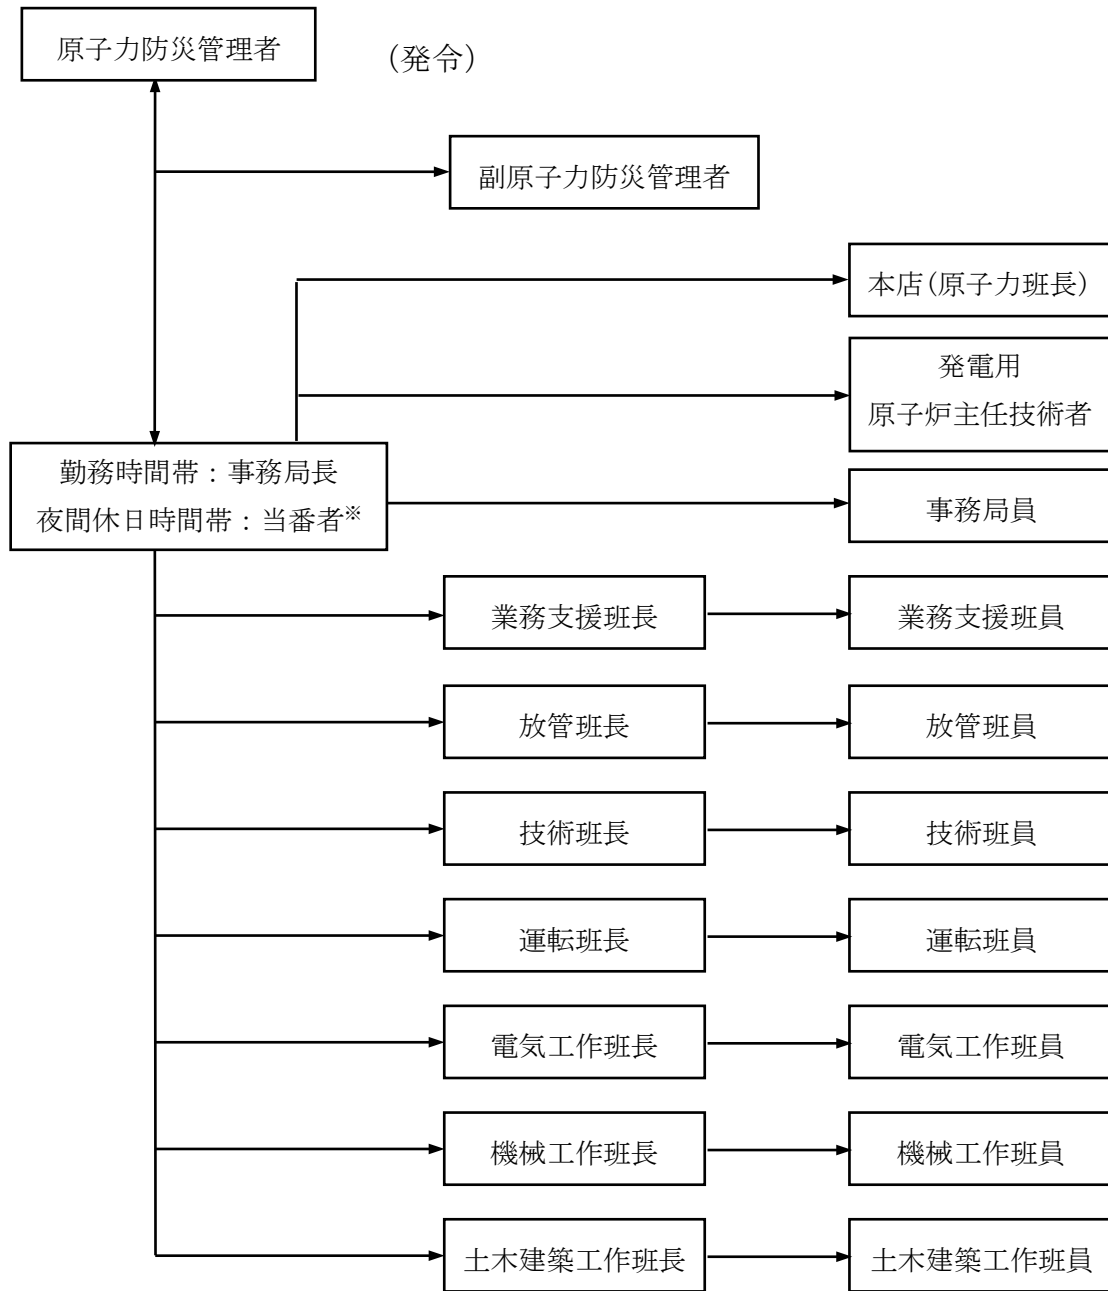 原子力防災管理者
(発令)
副原子力防災管理者
本店(原子力班長)
発電用
原子炉主任技術者
勤務時間帯：事務局長
夜間休日時間帯：当番者※
事務局員
業務支援班長
業務支援班員
放管班長
放管班員
技術班長
技術班員
運転班長
運転班員
電気工作班長
電気工作班員
機械工作班長
機械工作班員
土木建築工作班長
土木建築工作班員